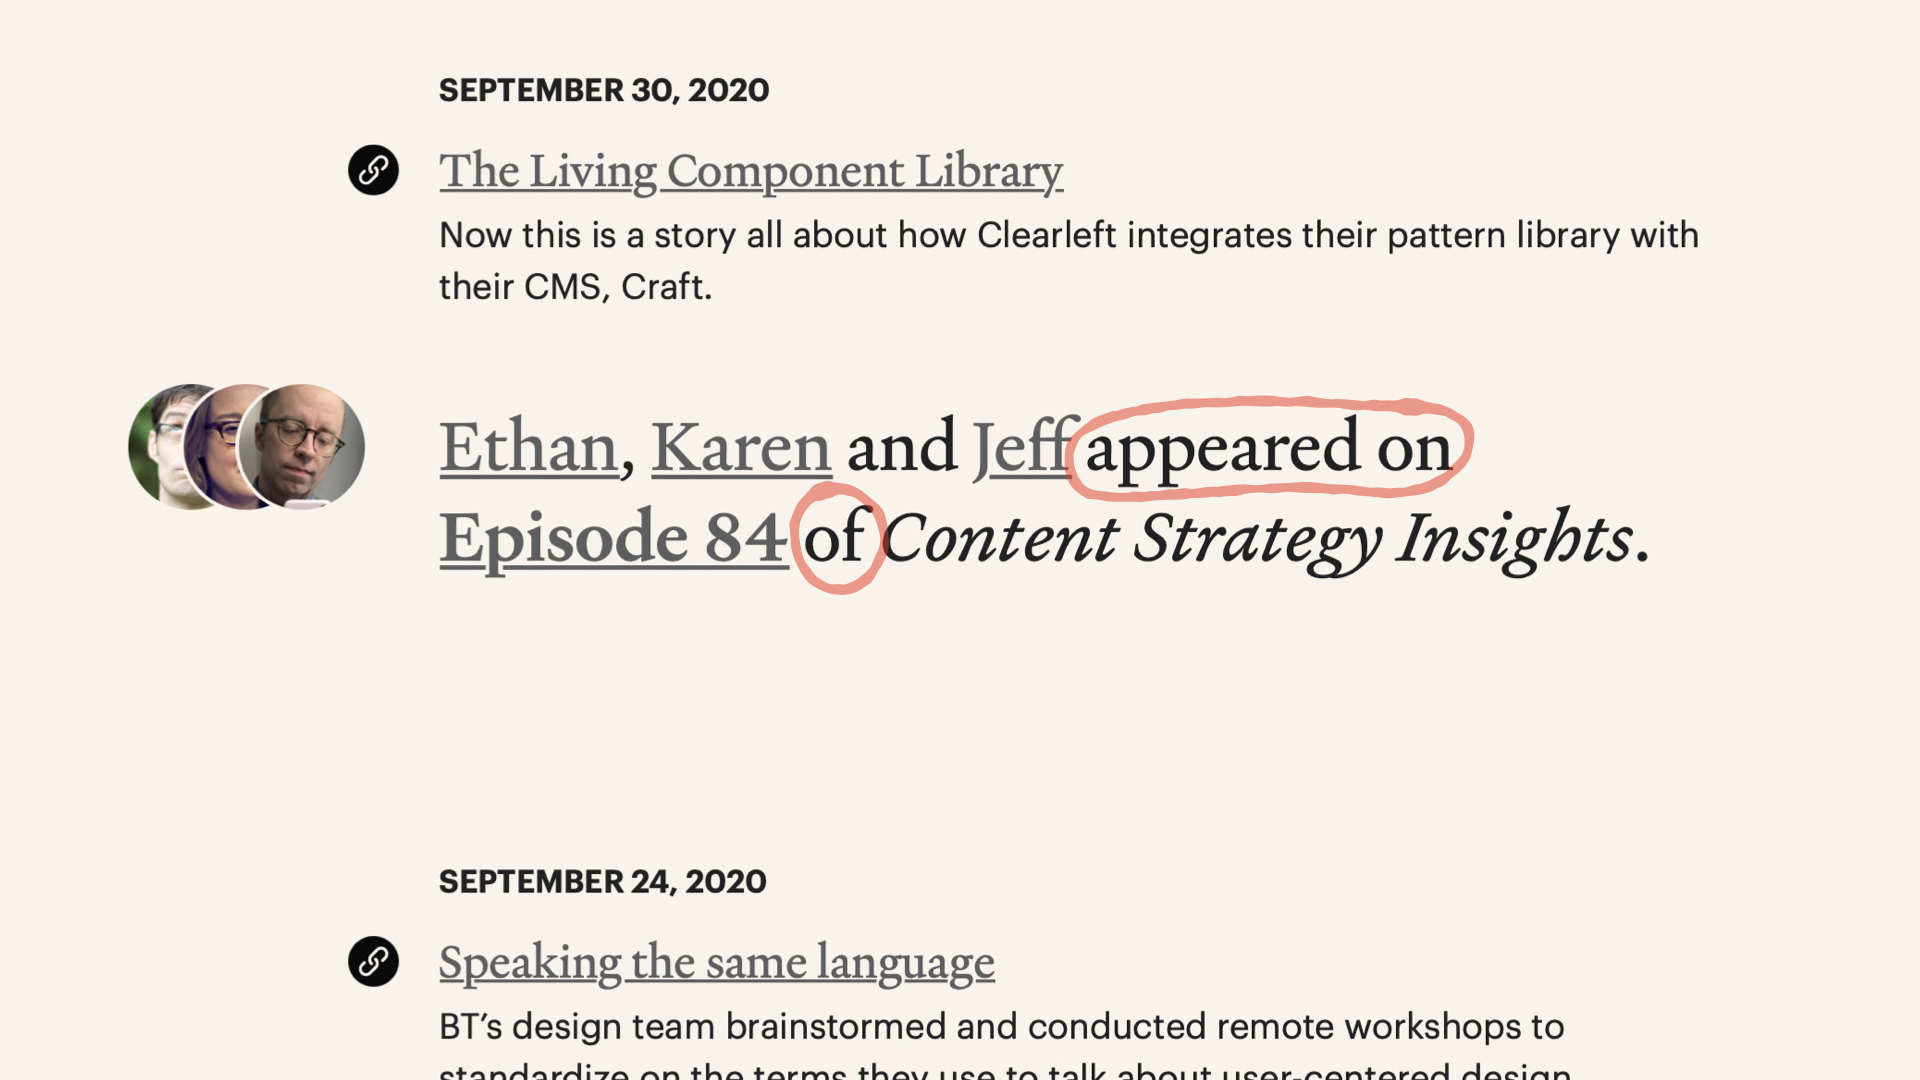 SEPTEMBER 30, 2020
The Living Component Library
Now this is a story all about how Clearleft integrates their pattern library with
their CMS, Craft.
Ethan, Karen and Jeff appeared on
Episode 84 of Content Strategy Insights.
SEPTEMBER 24, 2020
Speaking the same language
BT’s design team brainstormed and conducted remote workshops to
standardize on the terms they use to talk about user-centered design